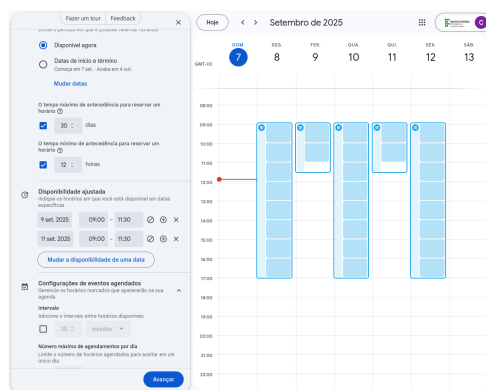 Fazer um tour Feedback
Limite o período em que é possível reservar horários
Disponível agora
Datas de início e término
Começa em 7 set. - Acaba em 4 out.
Mudar datas
O tempo máximo de antecedência para reservar um
horário
30 dias
O tempo mínimo de antecedência para reservar um
horário
12 horas
Disponibilidade ajustada
Indique os horários em que você está disponível em datas
específicas
9 set. 2025 09:00 – 11:30
11 set. 2025 09:00 – 11:30
Mudar a disponibilidade de uma data
Configurações de eventos agendados
Gerencie os horários marcados que aparecerão na sua
agenda
Intervalo
Adicione o intervalo entre horários disponíveis
30 minutos
Número máximo de agendamentos por dia
Limite o número de horários agendados para aceitar em um
único dia
Avançar
Hoje Setembro de 2025 C
GMT-03 DOM. SEG. TER. QUA. QUI. SEX. SÁB.
7 8 9 10 11 12 13
08:00
09:00
10:00
11:00
12:00
13:00
14:00
15:00
16:00
17:00
18:00
19:00
20:00
21:00
22:00